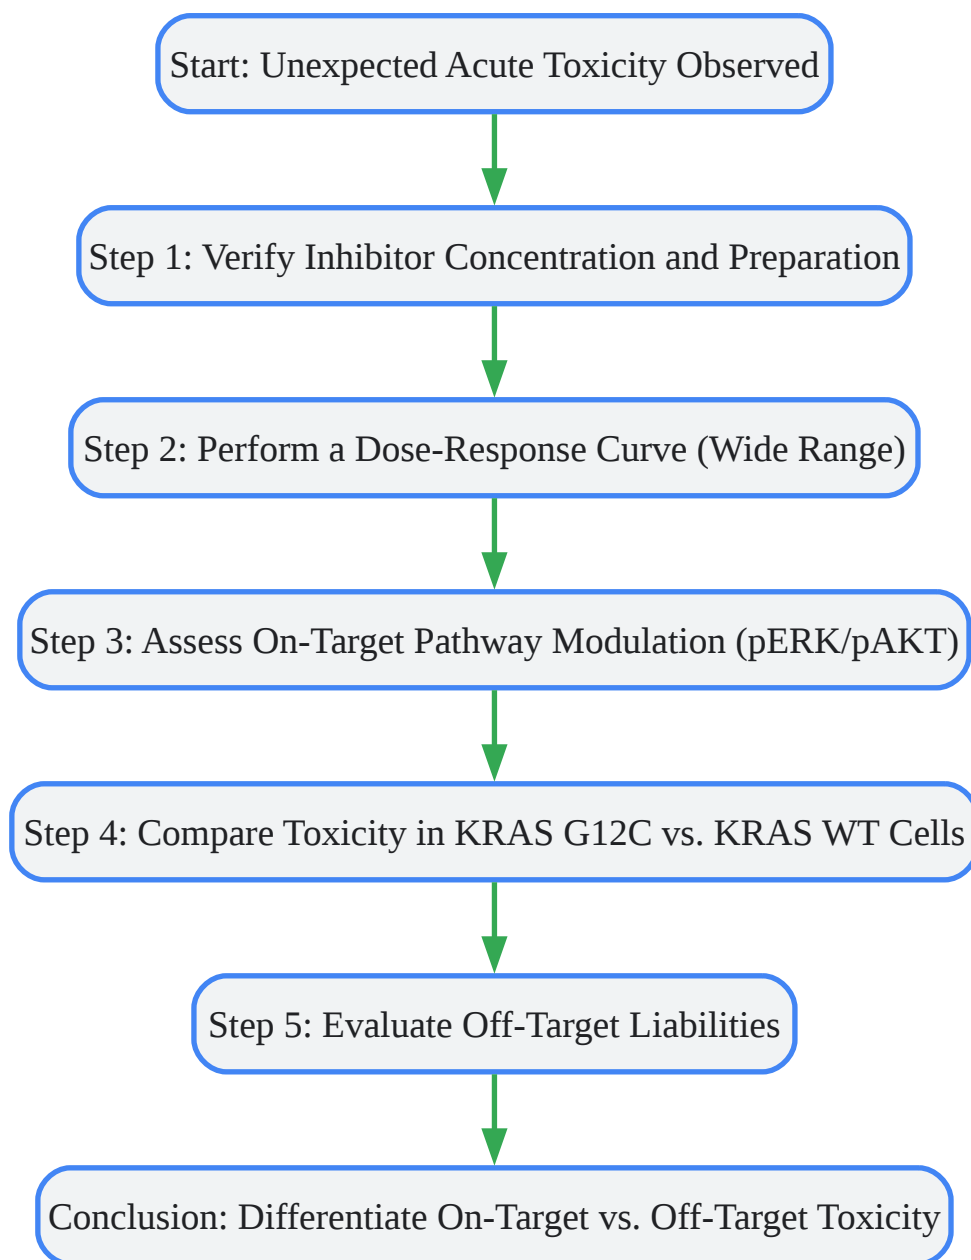 Start: Unexpected Acute Toxicity Observed
Step 1: Verify Inhibitor Concentration and Preparation
Step 2: Perform a Dose-Response Curve (Wide Range)
Step 3: Assess On-Target Pathway Modulation (pERK/pAKT)
Step 4: Compare Toxicity in KRAS G12C vs. KRAS WT Cells
Step 5: Evaluate Off-Target Liabilities
Conclusion: Differentiate On-Target vs. Off-Target Toxicity